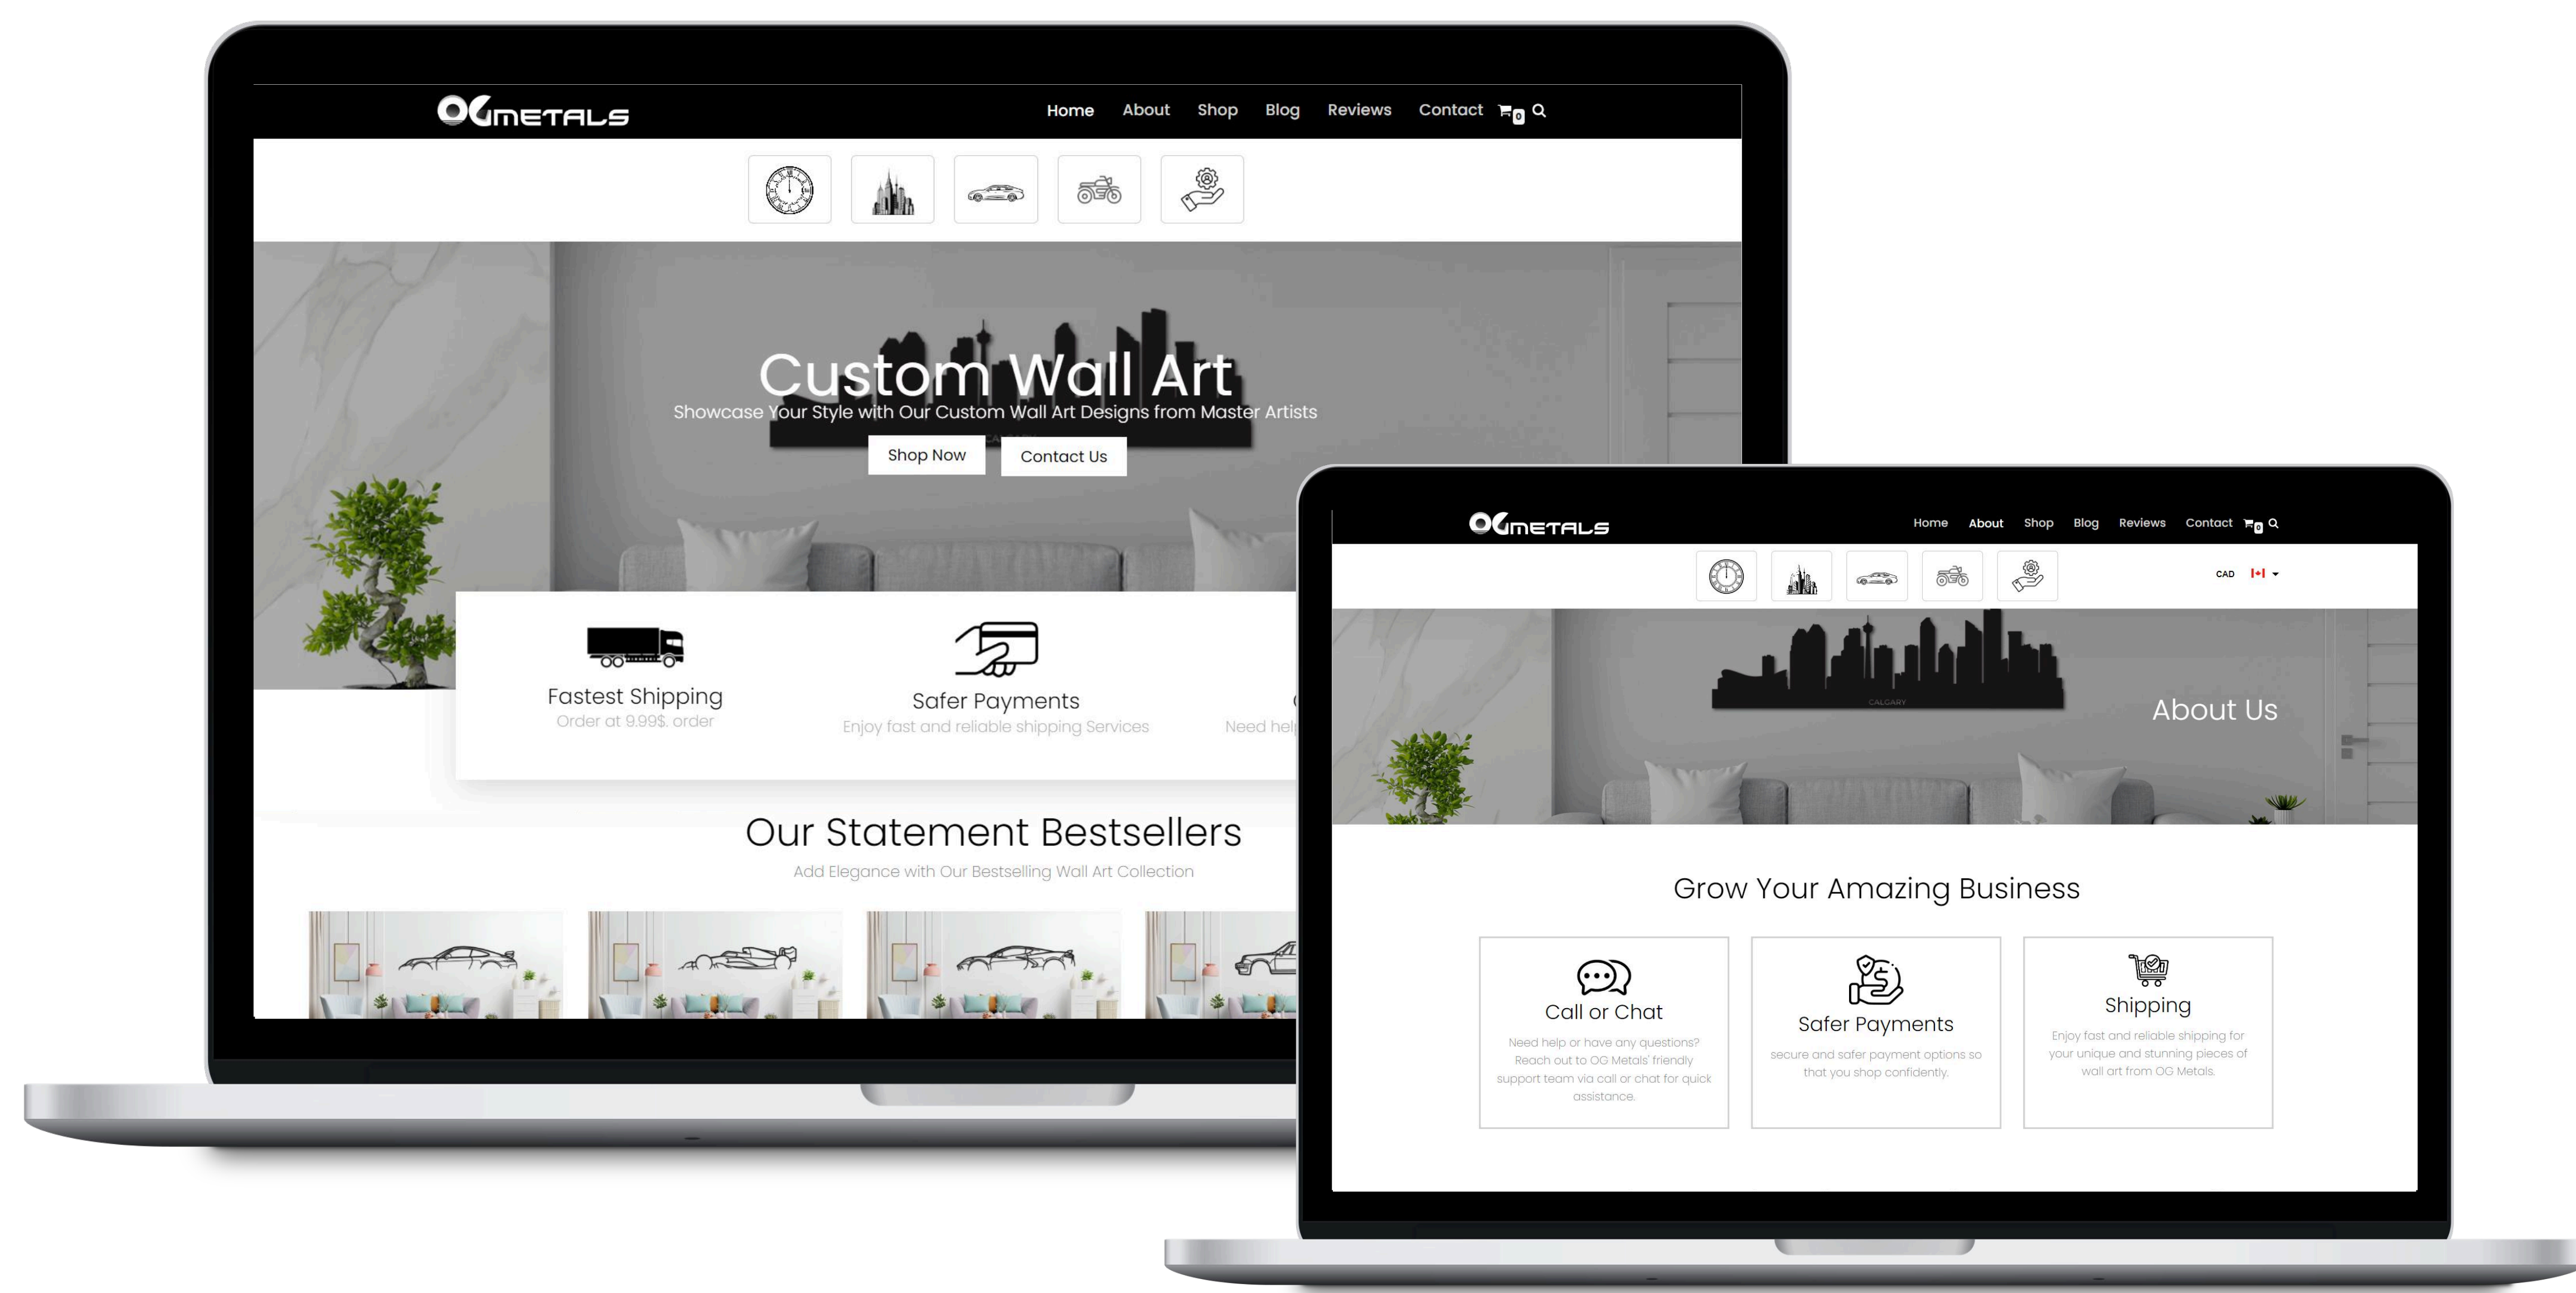 OGMETALS
Home About Shop Blog Reviews Contact 0
Custom Wall Art
Showcase Your Style with Our Custom Wall Art Designs from Master Artists
Shop Now Contact Us
Fastest Shipping
Order at 9.99$. order
Safer Payments
Enjoy fast and reliable shipping Services
Need help
Our Statement Bestsellers
Add Elegance with Our Bestselling Wall Art Collection
OGMETALS
Home About Shop Blog Reviews Contact 0
CAD
CALGARY
About Us
Grow Your Amazing Business
Call or Chat
Need help or have any questions?
Reach out to OG Metals' friendly
support team via call or chat for quick
assistance.
Safer Payments
secure and safer payment options so
that you shop confidently.
Shipping
Enjoy fast and reliable shipping for
your unique and stunning pieces of
wall art from OG Metals.